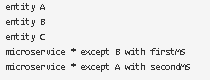 entity A
entity B
entity C
microservice * except B with firstMS
microservice * except A with secondMS